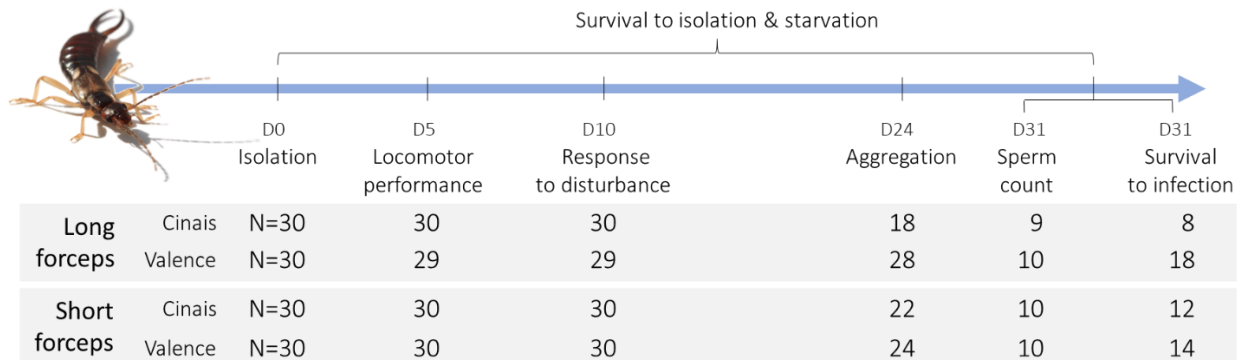 Survival to isolation & starvation
D0 D5 D10 D24 D31 D31
Isolation Locomotor Response Aggregation Sperm Survival
performance to disturbance count to infection
Long Cinais N=30 30 30 18 9 8
forceps Valence N=30 29 29 28 10 18
Short Cinais N=30 30 30 22 10 12
forceps Valence N=30 30 30 24 10 14